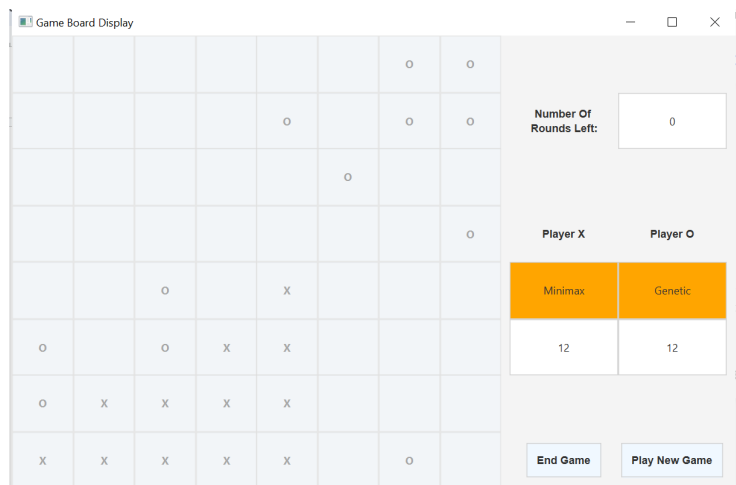 Game Board Display
O O
O O O
O
O
O X
O O X X
O X X X X
X X X X X O
Number Of
Rounds Left:
0
Player X Player O
Minimax Genetic
12 12
End Game Play New Game